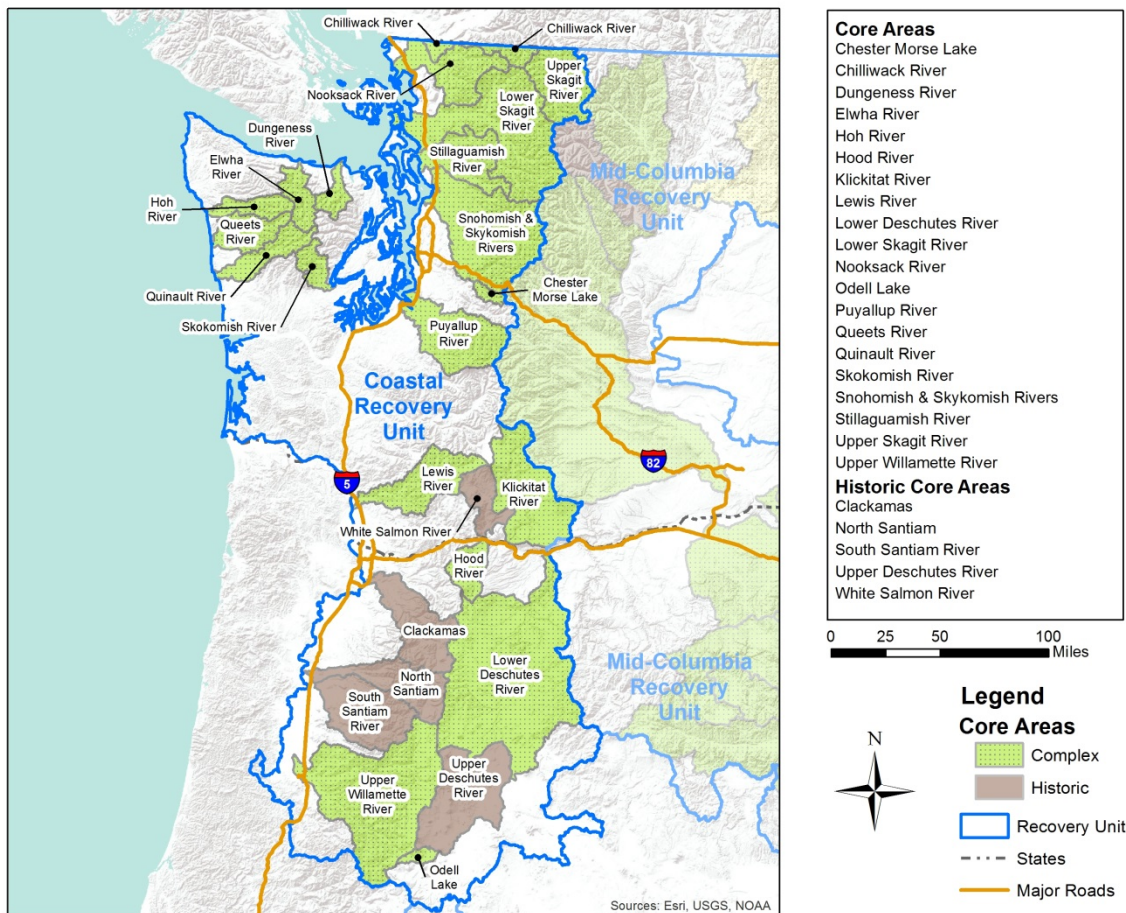 Chilliwack River
Chilliwack River
Nooksack River
Upper
Skagit
River
Lower
Skagit
River
Dungeness
River
Elwha
River
Stillaguamish
River
Mid-Columbia
Recovery
Unit
Hoh
River
Queets
River
Snohomish &
Skykomish
Rivers
Quinault River
Skokomish River
Chester
Morse Lake
Puyallup
River
Coastal
Recovery
Unit
82
5
Lewis
River
Klickitat
River
White Salmon River
Hood
River
Clackamas
Lower
Deschutes
River
Mid-Columbia
Recovery
Unit
North
Santiam
South
Santiam
River
Upper
Deschutes
River
Upper
Willamette
River
Odell
Lake
Sources: Esri, USGS, NOAA
Core Areas
Chester Morse Lake
Chilliwack River
Dungeness River
Elwha River
Hoh River
Hood River
Klickitat River
Lewis River
Lower Deschutes River
Lower Skagit River
Nooksack River
Odell Lake
Puyallup River
Queets River
Quinault River
Skokomish River
Snohomish & Skykomish Rivers
Stillaguamish River
Upper Skagit River
Upper Willamette River
Historic Core Areas
Clackamas
North Santiam
South Santiam River
Upper Deschutes River
White Salmon River
0 25 50 100
Miles
Legend
Core Areas
N
Complex
Historic
Recovery Unit
States
Major Roads